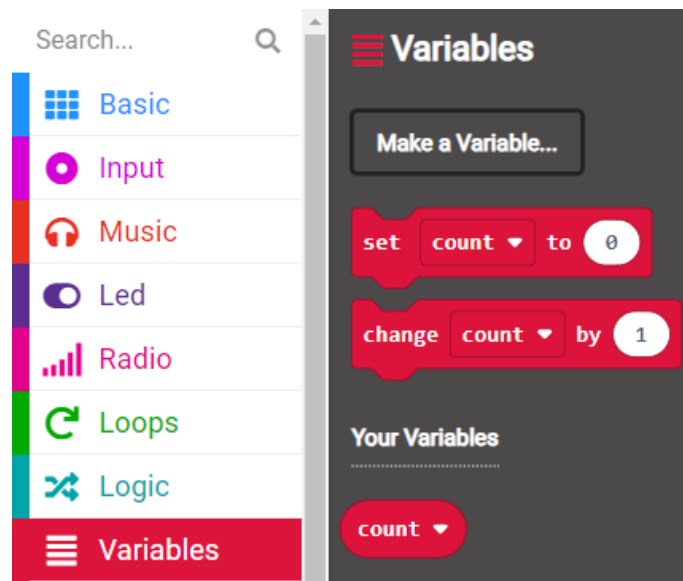 Search...
Basic
Input
Music
Led
Radio
Loops
Logic
Variables
Variables
Make a Variable...
set count to 0
change count by 1
Your Variables
count